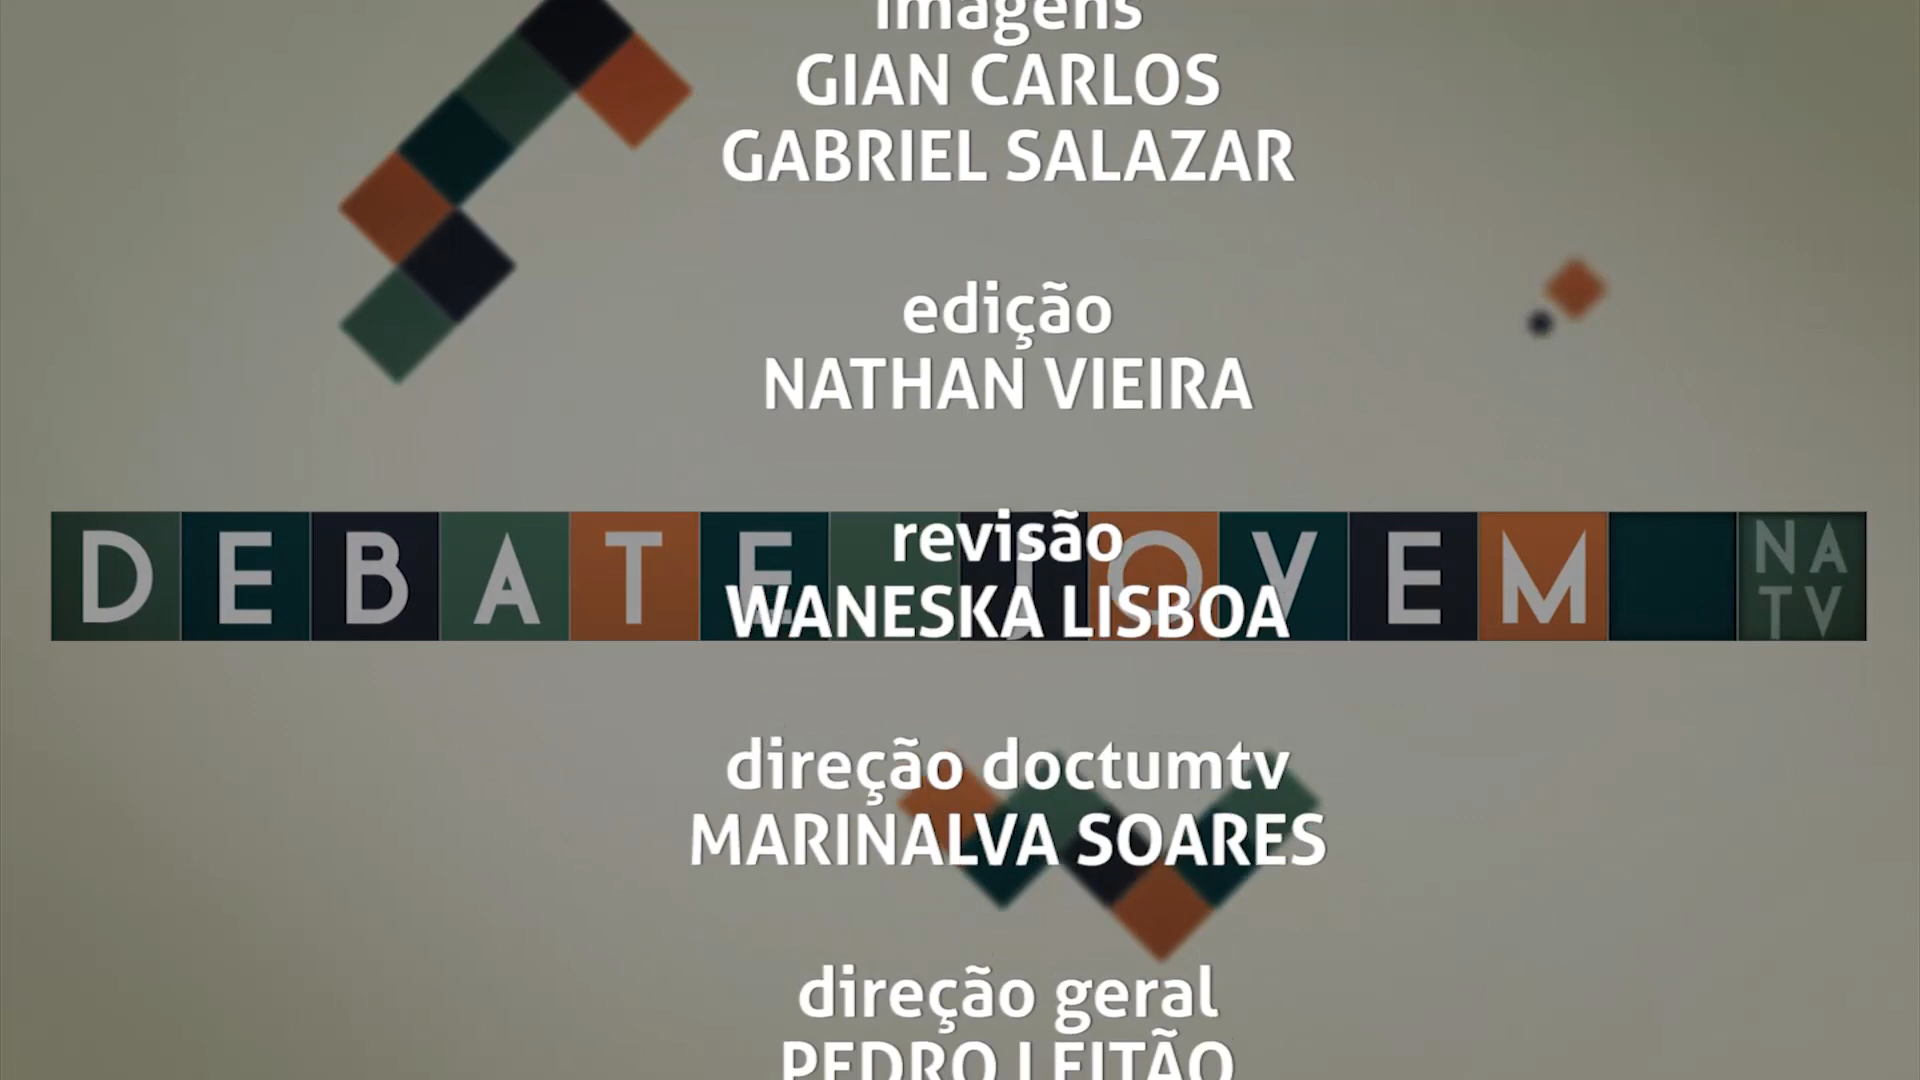 imagens
GIAN CARLOS
GABRIEL SALAZAR
edição
NATHAN VIEIRA
revisão
WANESKA LISBOA
DEBATE JOVEM NA TV
direção doctumtv
MARINALVA SOARES
direção geral
PEDRO LEITÃO